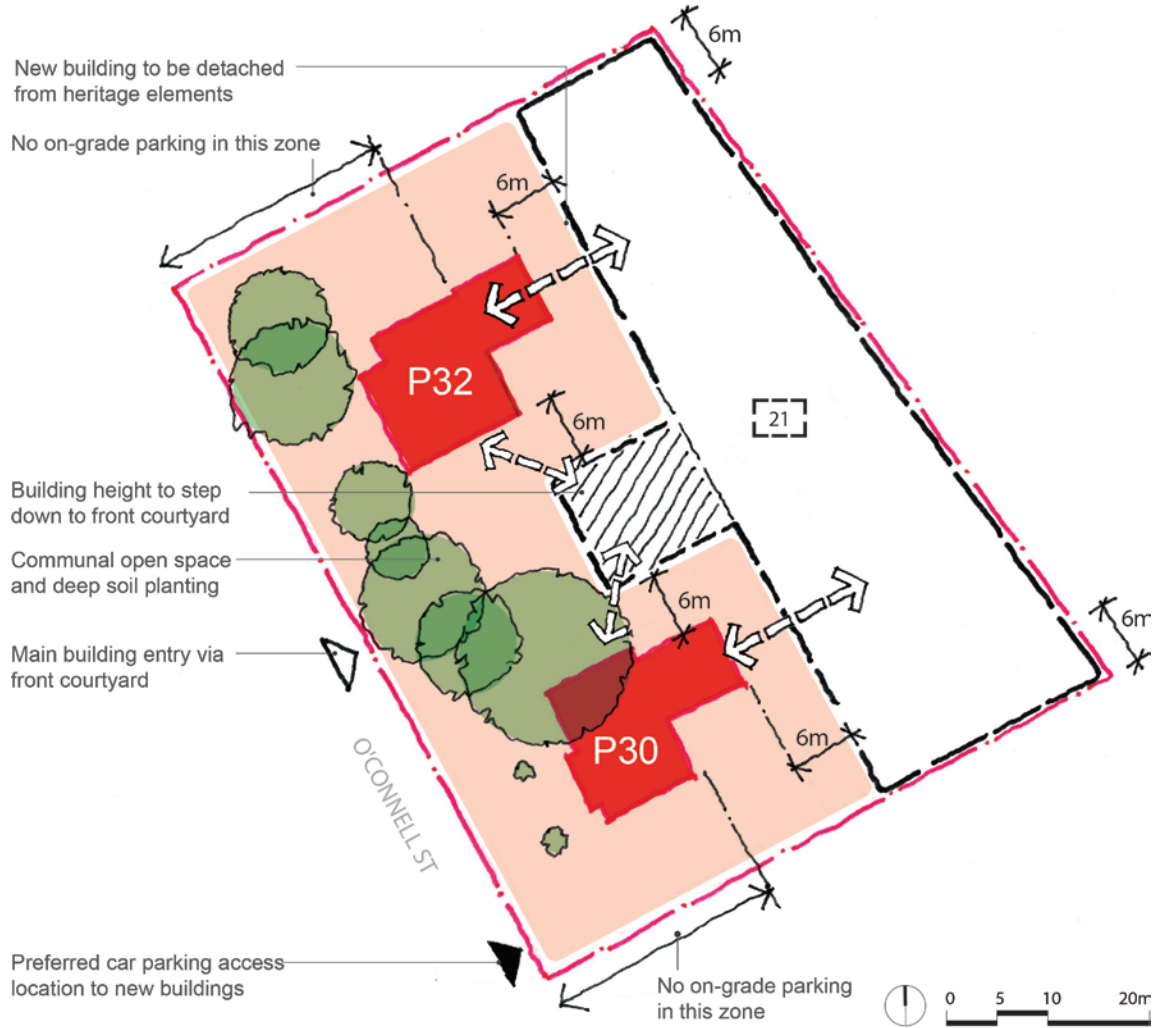 6m
New building to be detached
from heritage elements
No on-grade parking in this zone
6m
P32
6m
21
Building height to step
down to front courtyard
Communal open space
and deep soil planting
6m
6m
Main building entry via
front courtyard
6m
P30
O'CONNELL ST
Preferred car parking access
location to new buildings
No on-grade parking
in this zone
0 5 10 20m